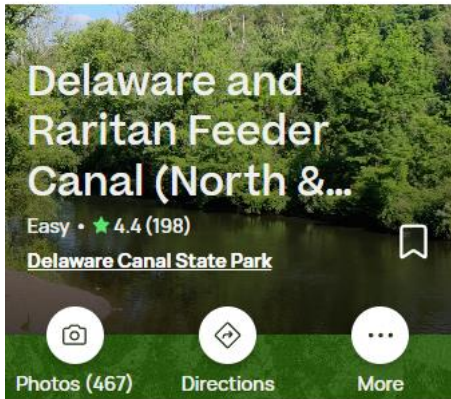 Delaware and
Raritan Feeder
Canal (North &...
Easy • ★ 4.4 (198)
Delaware Canal State Park
Photos (467) Directions More